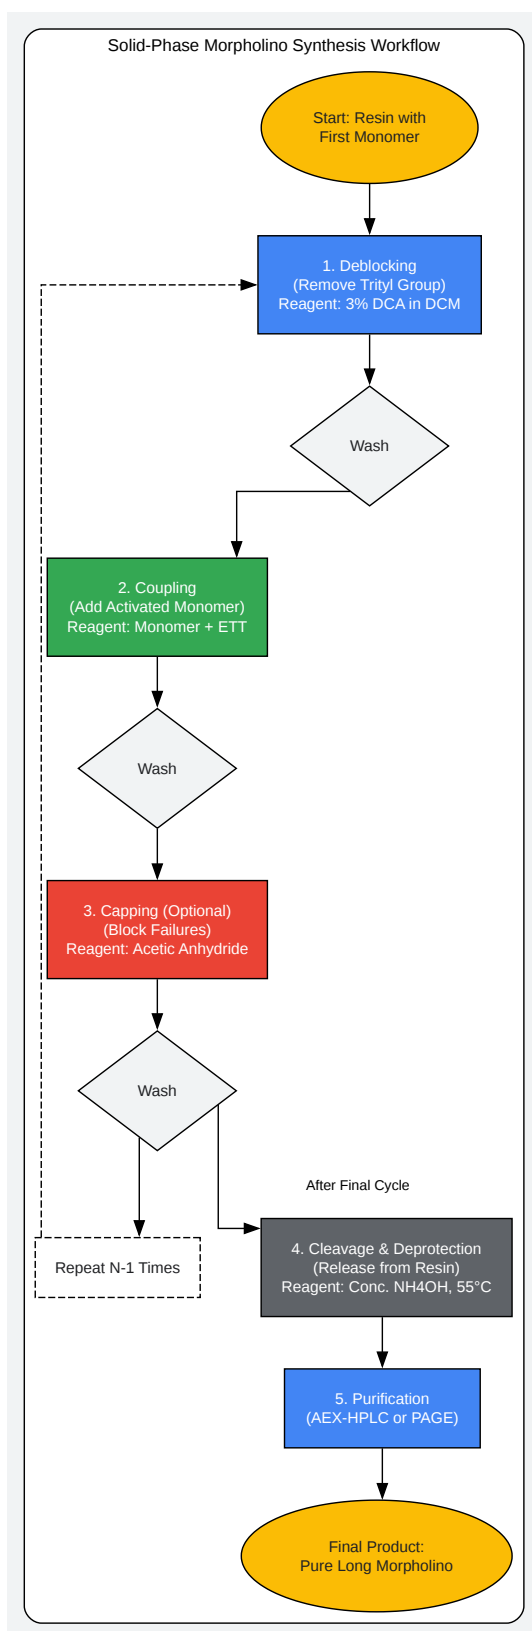 Solid-Phase Morpholino Synthesis Workflow
Start: Resin with
First Monomer
1. Deblocking
(Remove Trityl Group)
Reagent: 3% DCA in DCM
Wash
2. Coupling
(Add Activated Monomer)
Reagent: Monomer + ETT
Wash
3. Capping (Optional)
(Block Failures)
Reagent: Acetic Anhydride
Wash
After Final Cycle
Repeat N-1 Times
4. Cleavage & Deprotection
(Release from Resin)
Reagent: Conc. NH4OH, 55°C
5. Purification
(AEX-HPLC or PAGE)
Final Product:
Pure Long Morpholino